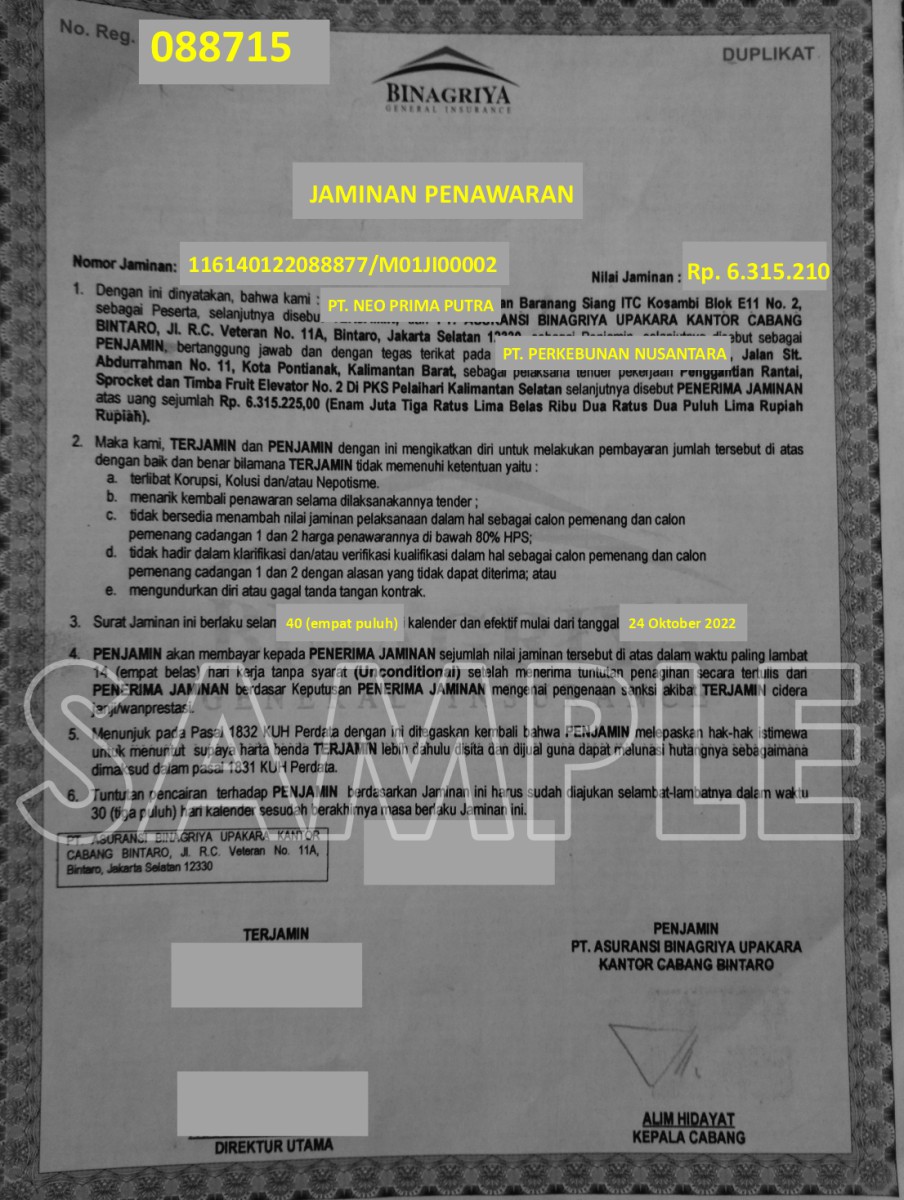 No. Reg. 088715
DUPLIKAT
BINAGRIYA
GENERAL INSURANCE
JAMINAN PENAWARAN
Nomor Jaminan: 116140122088877/M01JI00002
Nilai Jaminan : Rp. 6.315.210
1. Dengan ini dinyatakan, bahwa kami : PT. NEO PRIMA PUTRA an Baranang Siang ITC Kosambi Blok E11 No. 2,
sebagai Peserta, selanjutnya disebu ASURANSI BINAGRIYA UPAKARA KANTOR CABANG
BINTARO, Jl. R.C. Veteran No. 11A, Bintaro, Jakarta Selatan 12330, sebagai Penjamin, selanjutnya disebut sebagai
PENJAMIN, bertanggung jawab dan dengan tegas terikat pada PT. PERKEBUNAN NUSANTARA, Jalan Slt.
Abdurrahman No. 11, Kota Pontianak, Kalimantan Barat, sebagai pelaksana tender pekerjaan Penggantian Rantai,
Sprocket dan Timba Fruit Elevator No. 2 Di PKS Pelaihari Kalimantan Selatan selanjutnya disebut PENERIMA JAMINAN
atas uang sejumlah Rp. 6.315.225,00 (Enam Juta Tiga Ratus Lima Belas Ribu Dua Ratus Dua Puluh Lima Rupiah
Rupiah).
2. Maka kami, TERJAMIN dan PENJAMIN dengan ini mengikatkan diri untuk melakukan pembayaran jumlah tersebut di atas
dengan baik dan benar bilamana TERJAMIN tidak memenuhi ketentuan yaitu :
a. terlibat Korupsi, Kolusi dan/atau Nepotisme.
b. menarik kembali penawaran selama dilaksanakannya tender ;
c. tidak bersedia menambah nilai jaminan pelaksanaan dalam hal sebagai calon pemenang dan calon
pemenang cadangan 1 dan 2 harga penawarannya di bawah 80% HPS;
d. tidak hadir dalam klarifikasi dan/atau verifikasi kualifikasi dalam hal sebagai calon pemenang dan calon
pemenang cadangan 1 dan 2 dengan alasan yang tidak dapat diterima; atau
e. mengundurkan diri atau gagal tanda tangan kontrak.
3. Surat Jaminan ini berlaku selam 40 (empat puluh) kalender dan efektif mulai dari tanggal 24 Oktober 2022
4. PENJAMIN akan membayar kepada PENERIMA JAMINAN sejumlah nilai jaminan tersebut di atas dalam waktu paling lambat
14 (empat belas) hari kerja tanpa syarat (Unconditional) setelah menerima tuntutan penagihan secara tertulis dari
PENERIMA JAMINAN berdasar Keputusan PENERIMA JAMINAN mengenai pengenaan sanksi akibat TERJAMIN cidera
janji/wanprestasi.
5. Menunjuk pada Pasal 1832 KUH Perdata dengan ini ditegaskan kembali bahwa PENJAMIN melepaskan hak-hak istimewa
untuk menuntut supaya harta benda TERJAMIN lebih dahulu disita dan dijual guna dapat melunasi hutangnya sebagaimana
dimaksud dalam pasal 1831 KUH Perdata.
6. Tuntutan pencairan terhadap PENJAMIN berdasarkan Jaminan ini harus sudah diajukan selambat-lambatnya dalam waktu
30 (tiga puluh) hari kalender sesudah berakhirnya masa berlaku Jaminan ini.
SAMPLE
PT. ASURANSI BINAGRIYA UPAKARA KANTOR
CABANG BINTARO, Jl. R.C. Veteran No. 11A,
Bintaro, Jakarta Selatan 12330
TERJAMIN
DIREKTUR UTAMA
PENJAMIN
PT. ASURANSI BINAGRIYA UPAKARA
KANTOR CABANG BINTARO
ALIM HIDAYAT
KEPALA CABANG